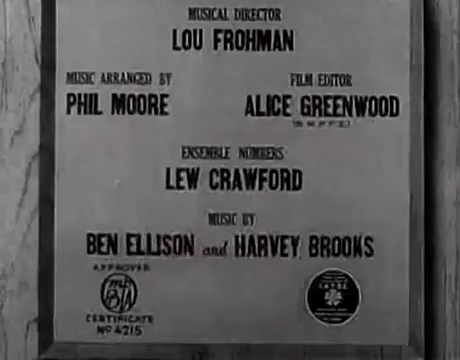 MUSICAL DIRECTOR
LOU FROHMAN
MUSIC ARRANGED BY
PHIL MOORE
FILM EDITOR
ALICE GREENWOOD
ENSEMBLE NUMBERS
LEW CRAWFORD
MUSIC BY
BEN ELLISON and HARVEY BROOKS
APPROVED
CERTIFICATE
No 4215
IATSE